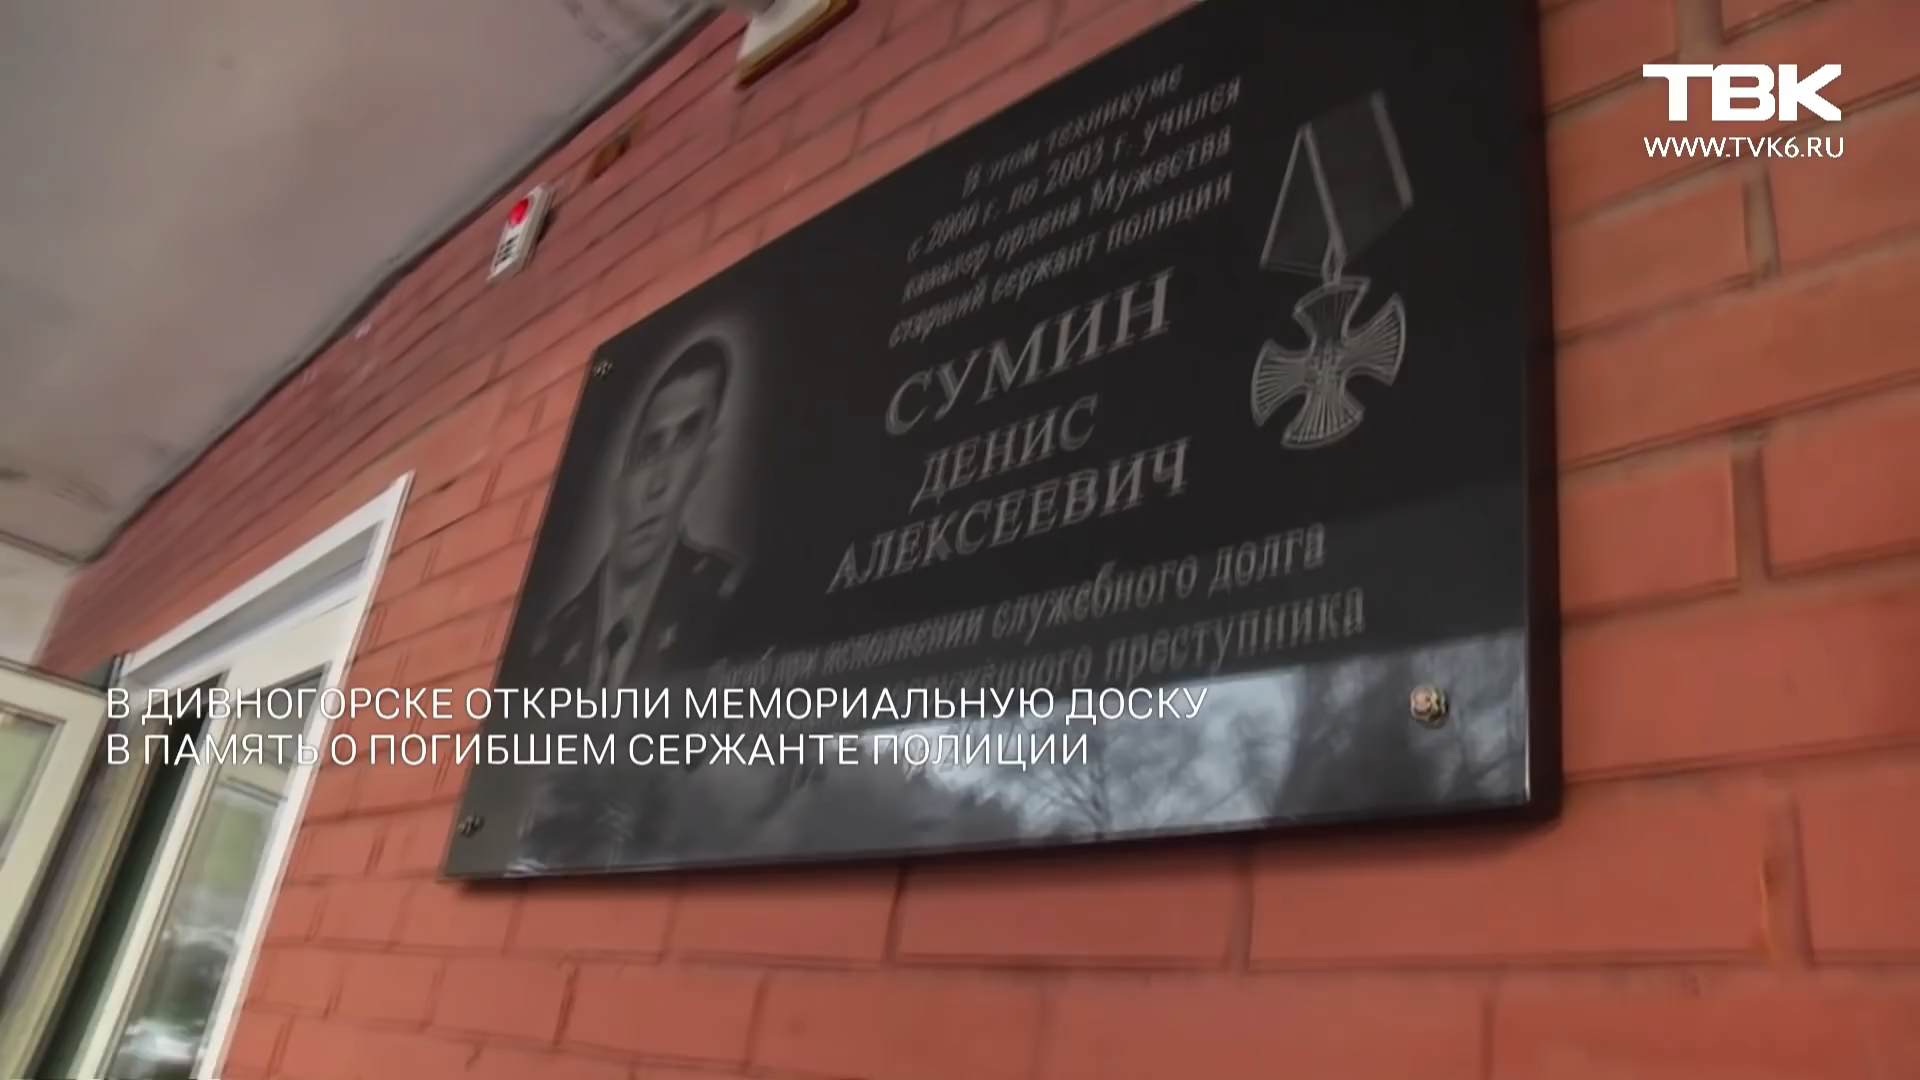 ТВК
WWW.TVK6.RU
В этом техникуме
с 2000 г. по 2003 г. учился
кавалер ордена Мужества
старший сержант полиции
СУМИН
ДЕНИС
АЛЕКСЕЕВИЧ
Погиб при исполнении служебного долга
преступника
В ДИВНОГОРСКЕ ОТКРЫЛИ МЕМОРИАЛЬНУЮ ДОСКУ
В ПАМЯТЬ О ПОГИБШЕМ СЕРЖАНТЕ ПОЛИЦИИ